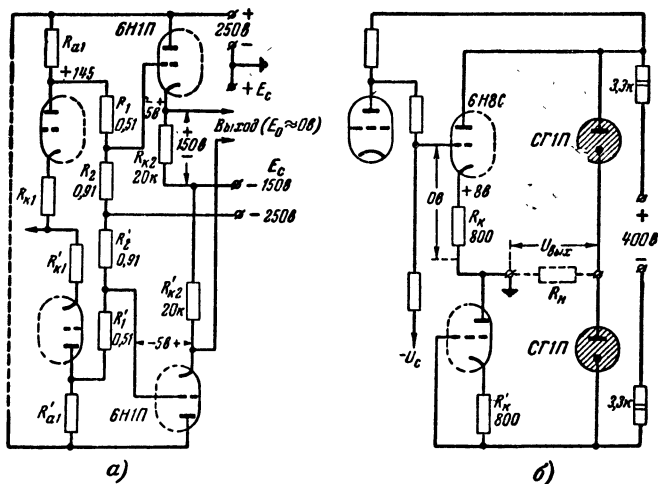 Rа1
+145
6Н1П
+
250в
-
+ Ec
R1
0,51
-5в +
Выход (E0≈0в)
+
150в
-
Rк2
20к
Ec
-150в
Rк1
R2
0,91
-250в
R'к1
R'2
0,91
R'к2
20к
R'1
0,51
-5в +
R'а1
6Н1П
а)
6Н8С
3,3к
СГ1П
0в
+8в
Rк
800
Uвых
+
400в
-
Rн
-Uс
СГ1П
R'к
800
3,3к
б)